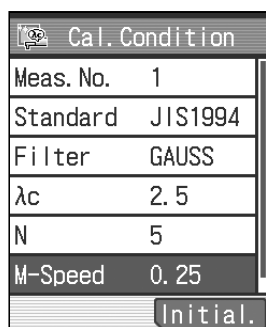 Cal. Condition
Meas. No. 1
Standard JIS1994
Filter GAUSS
λc 2.5
N 5
M-Speed 0.25
Initial.